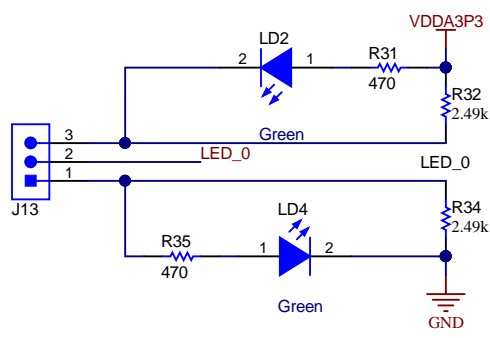 VDDA3P3
LD2
2
1
R31
470
R32
2.49k
Green
3
2
LED_0
1
J13
LED_0
R34
2.49k
LD4
R35
470
1
2
Green
GND